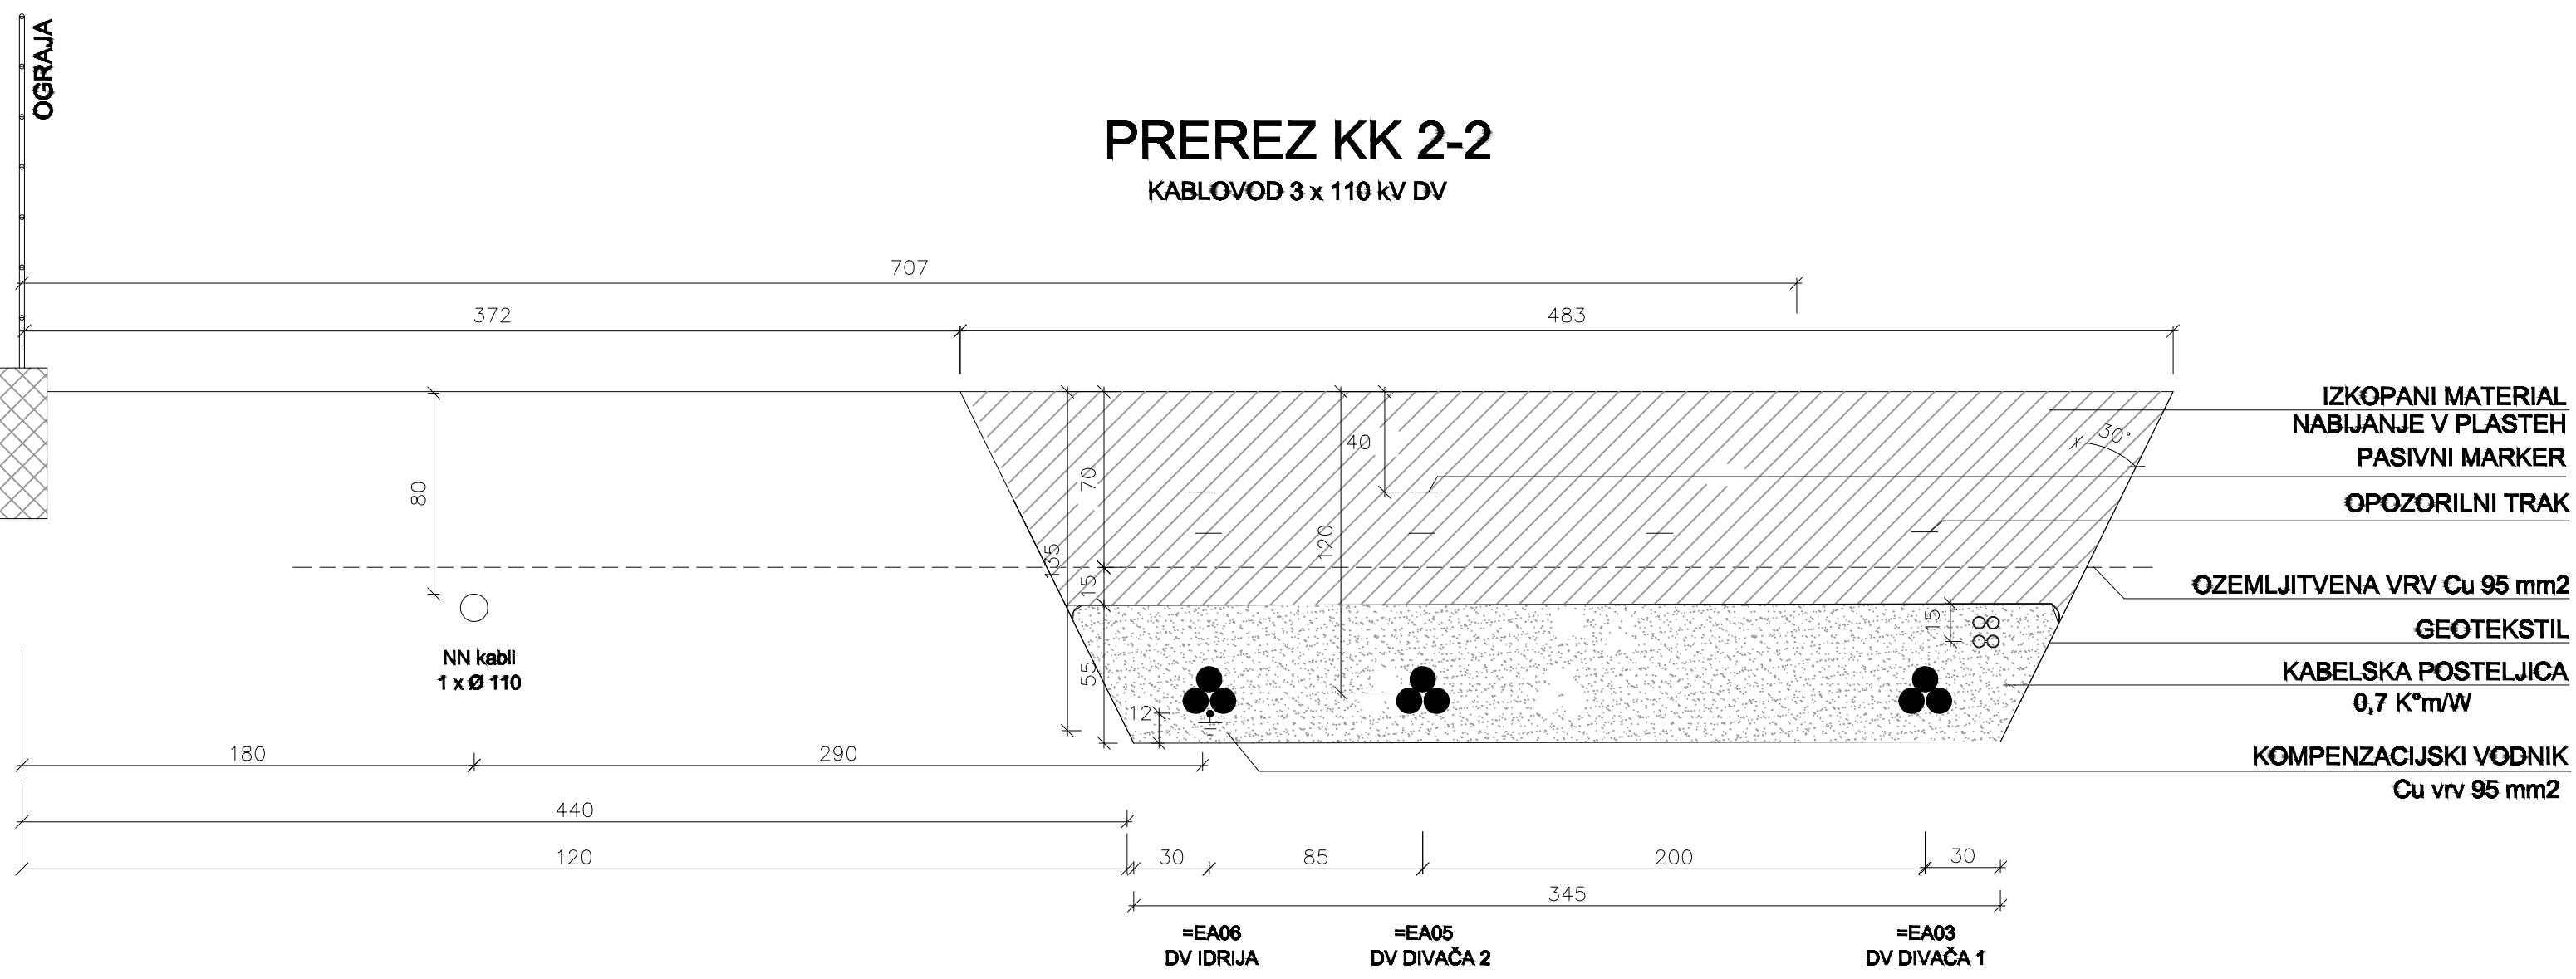 OGRAJA
PREREZ KK 2-2
KABLOVOD 3 x 110 kV DV
707
372
483
IZKOPANI MATERIAL
NABIJANJE V PLASTEH
30°
40
PASIVNI MARKER
70
80
OPOZORILNI TRAK
120
135
15
OZEMLJITVENA VRV Cu 95 mm2
15
GEOTEKSTIL
NN kabli
1 x Ø 110
55
KABELSKA POSTELJICA
0,7 K°m/W
12
180
290
KOMPENZACIJSKI VODNIK
Cu vrv 95 mm2
440
120
30
85
200
30
345
=EA06
DV IDRIJA
=EA05
DV DIVAČA 2
=EA03
DV DIVAČA 1